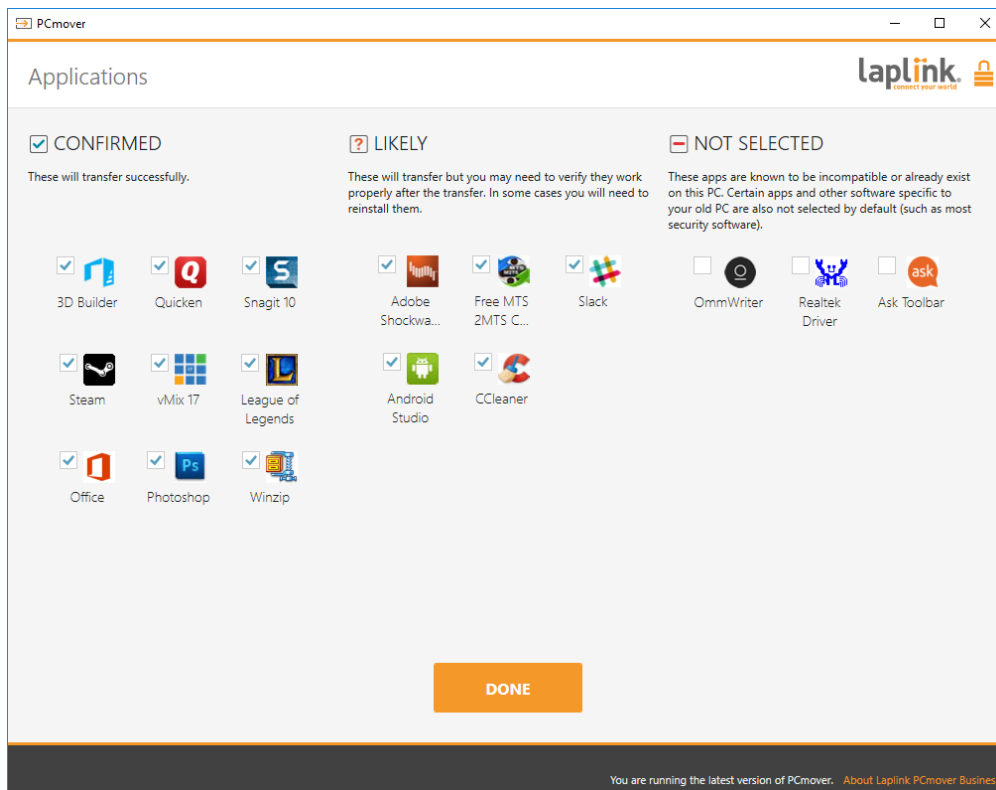 PCmover
Applications
laplink.
connect your world
CONFIRMED
These will transfer successfully.
3D Builder
Quicken
Snagit 10
Steam
vMix 17
League of
Legends
Office
Ps
Photoshop
Winzip
? LIKELY
These will transfer but you may need to verify they work
properly after the transfer. In some cases you will need to
reinstall them.
Adobe
Shockwa...
MTS
M2TS
Free MTS
2MTS C...
Slack
Android
Studio
CCleaner
NOT SELECTED
These apps are known to be incompatible or already exist
on this PC. Certain apps and other software specific to
your old PC are also not selected by default (such as most
security software).
OmmWriter
Realtek
Driver
ask
Ask Toolbar
DONE
You are running the latest version of PCmover. About Laplink PCmover Busines